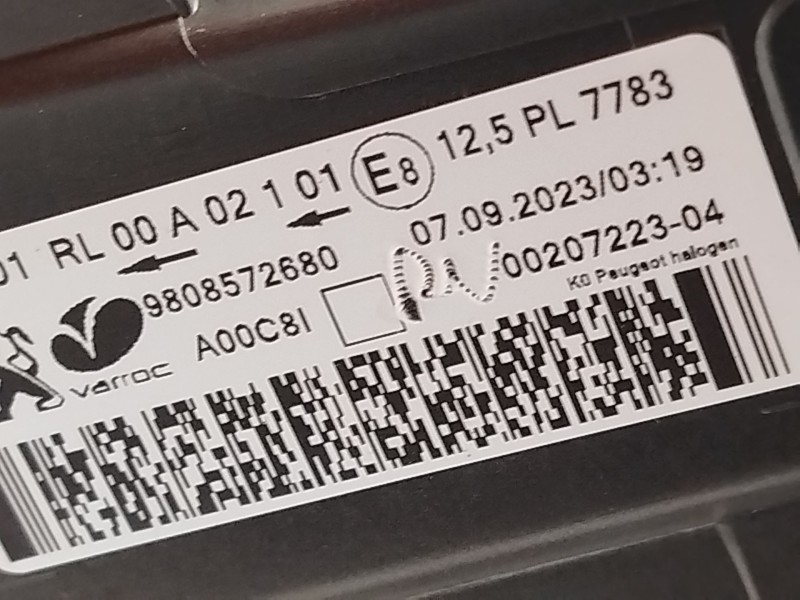 01 RL 00 A 02 1 01 E8 12,5 PL 7783
9808572680 07.09.2023/03:19
varroc A00C8I 00207223-04
K0 Peugeot halogen